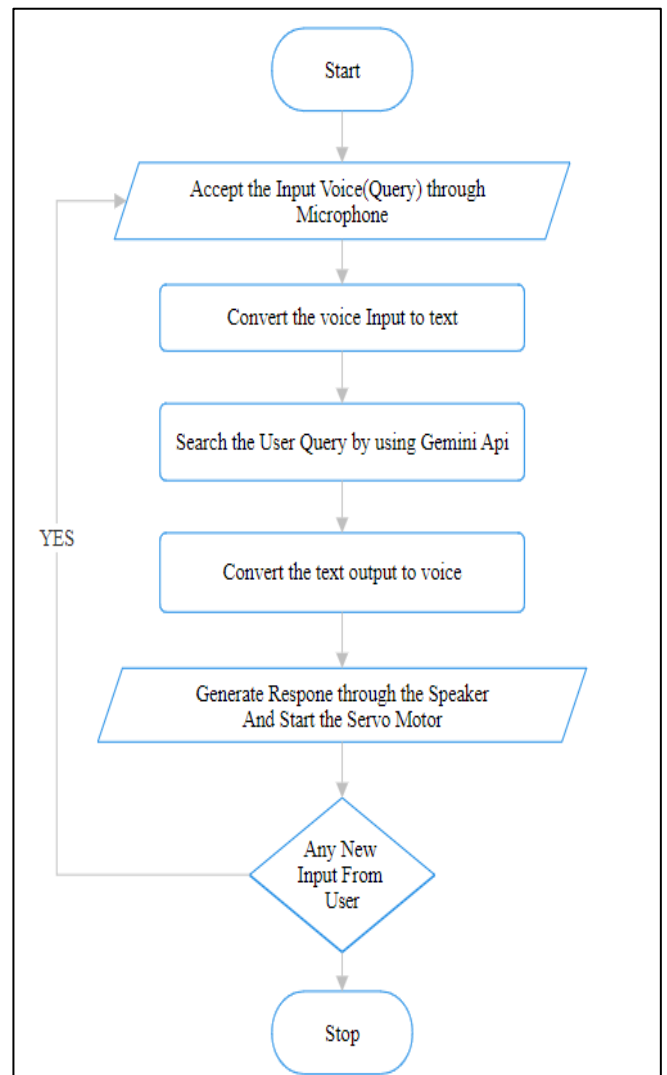 Start
Accept the Input Voice(Query) through
Microphone
Convert the voice Input to text
Search the User Query by using Gemini Api
YES
Convert the text output to voice
Generate Respone through the Speaker
And Start the Servo Motor
Any New
Input From
User
Stop